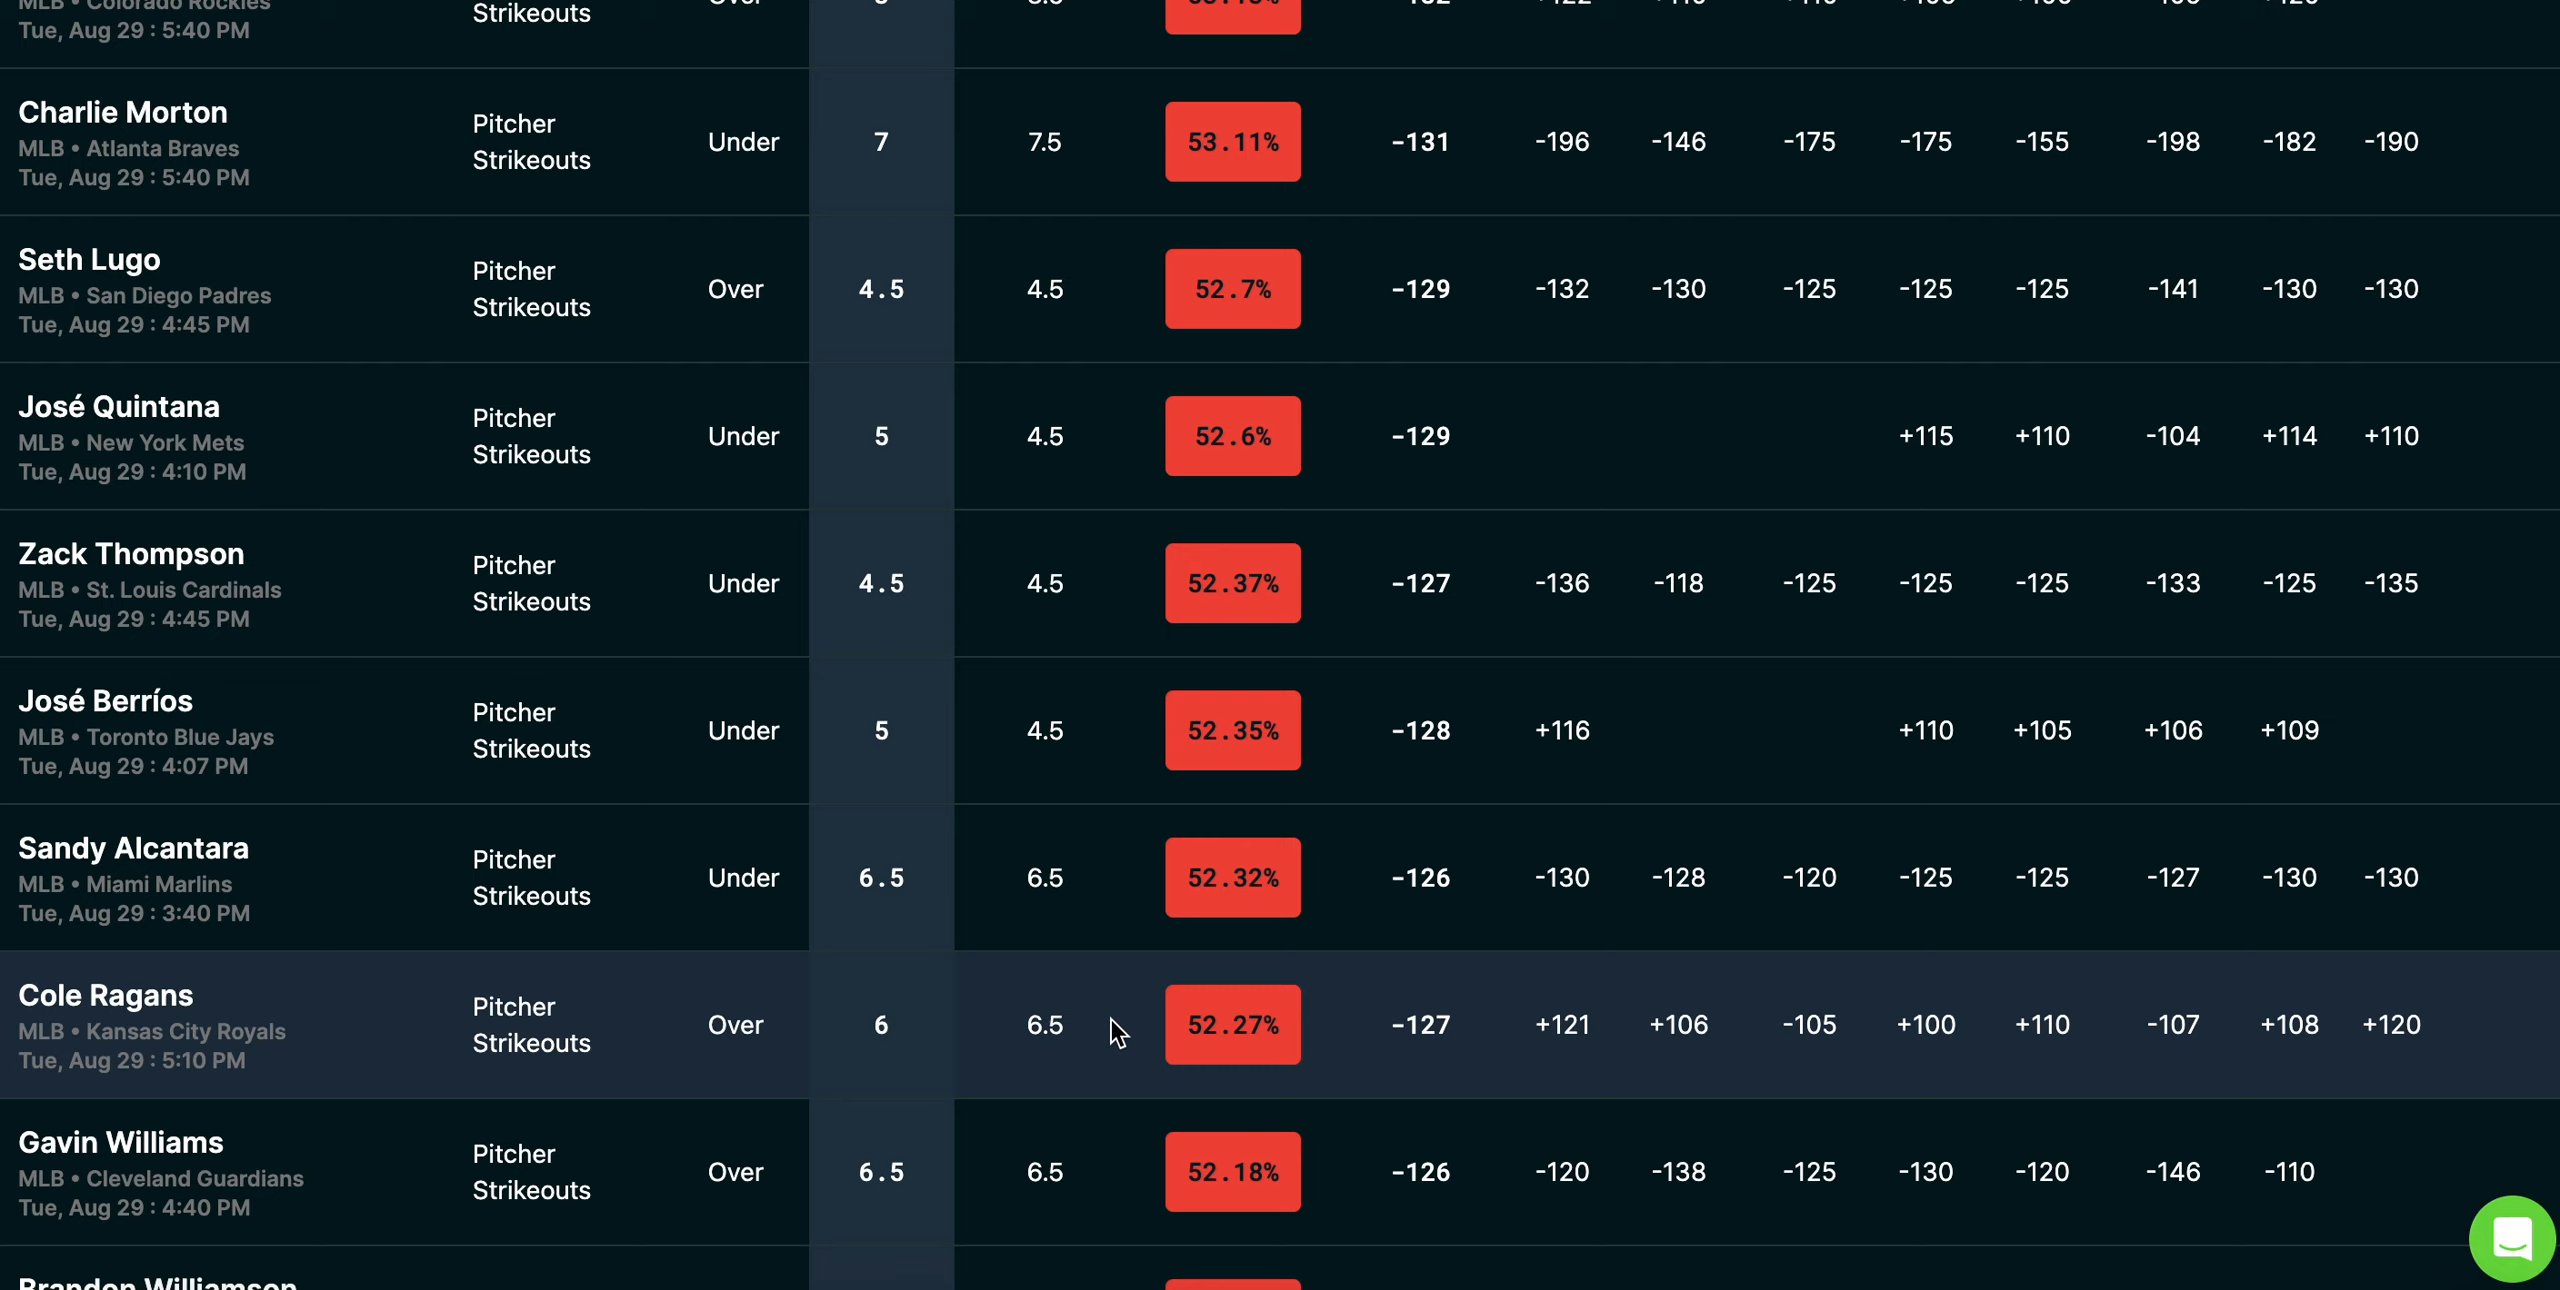 MLB • Colorado Rockies
Tue, Aug 29 : 5:40 PM
Strikeouts
Charlie Morton
MLB • Atlanta Braves
Tue, Aug 29 : 5:40 PM
Pitcher
Strikeouts
Under 7 7.5 53.11% -131 -196 -146 -175 -175 -155 -198 -182 -190
Seth Lugo
MLB • San Diego Padres
Tue, Aug 29 : 4:45 PM
Pitcher
Strikeouts
Over 4.5 4.5 52.7% -129 -132 -130 -125 -125 -125 -141 -130 -130
José Quintana
MLB • New York Mets
Tue, Aug 29 : 4:10 PM
Pitcher
Strikeouts
Under 5 4.5 52.6% -129 +115 +110 -104 +114 +110
Zack Thompson
MLB • St. Louis Cardinals
Tue, Aug 29 : 4:45 PM
Pitcher
Strikeouts
Under 4.5 4.5 52.37% -127 -136 -118 -125 -125 -125 -133 -125 -135
José Berríos
MLB • Toronto Blue Jays
Tue, Aug 29 : 4:07 PM
Pitcher
Strikeouts
Under 5 4.5 52.35% -128 +116 +110 +105 +106 +109
Sandy Alcantara
MLB • Miami Marlins
Tue, Aug 29 : 3:40 PM
Pitcher
Strikeouts
Under 6.5 6.5 52.32% -126 -130 -128 -120 -125 -125 -127 -130 -130
Cole Ragans
MLB • Kansas City Royals
Tue, Aug 29 : 5:10 PM
Pitcher
Strikeouts
Over 6 6.5 52.27% -127 +121 +106 -105 +100 +110 -107 +108 +120
Gavin Williams
MLB • Cleveland Guardians
Tue, Aug 29 : 4:40 PM
Pitcher
Strikeouts
Over 6.5 6.5 52.18% -126 -120 -138 -125 -130 -120 -146 -110
Brandon Williamson